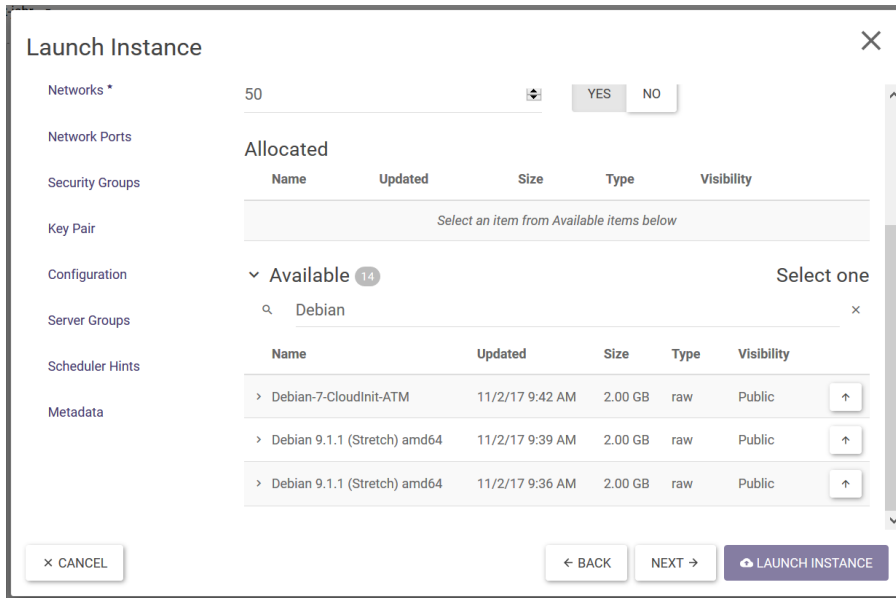 Launch Instance
Networks *
50
YES
NO
Network Ports
Allocated
Security Groups
Name Updated Size Type Visibility
Select an item from Available items below
Key Pair
Configuration
Available 14
Select one
Debian
Server Groups
Scheduler Hints
Name Updated Size Type Visibility
Debian-7-CloudInit-ATM 11/2/17 9:42 AM 2.00 GB raw Public
Metadata
Debian 9.1.1 (Stretch) amd64 11/2/17 9:39 AM 2.00 GB raw Public
Debian 9.1.1 (Stretch) amd64 11/2/17 9:36 AM 2.00 GB raw Public
× CANCEL
← BACK
NEXT →
LAUNCH INSTANCE